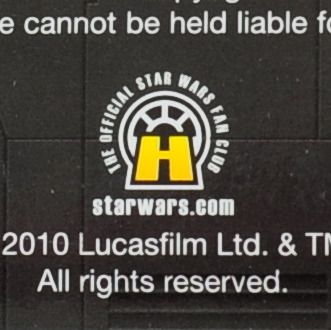 e cannot be held liable fo
THE OFFICIAL STAR WARS FAN CLUB
H
starwars.com
2010 Lucasfilm Ltd. & TM
All rights reserved.